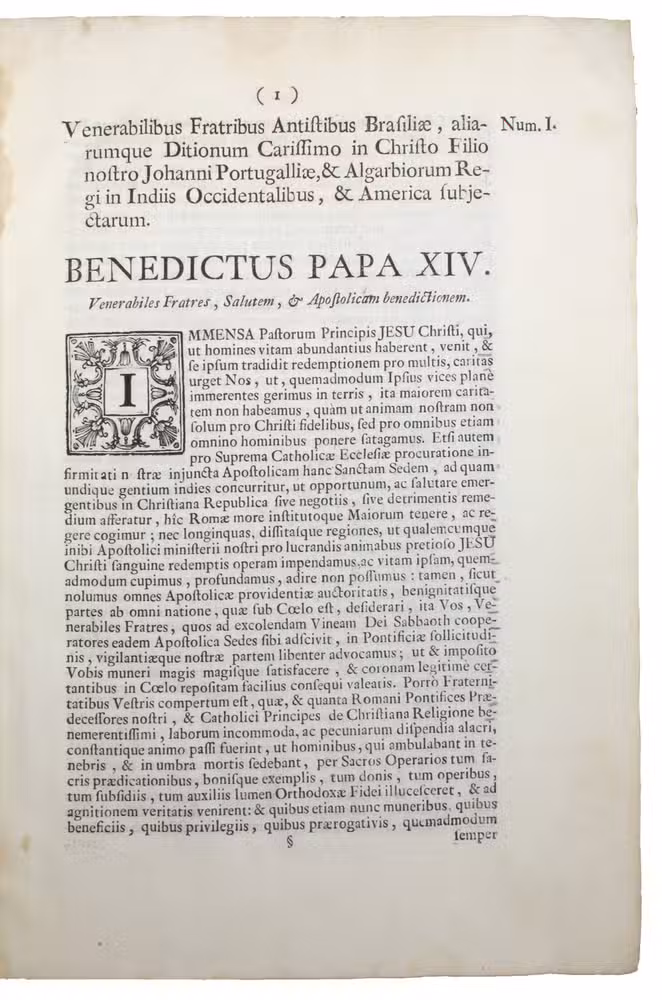 ( 1 )
Venerabilibus Fratribus Antiſtibus Braſiliæ , alia- Num. I.
rumque Ditionum Cariſſimo in Chriſto Filio
noſtro Johanni Portugalliæ,& Algarbiorum Re-
gi in Indiis Occidentalibus , & America ſubje-
ctarum.
BENEDICTUS PAPA XIV.
Venerabiles Fratres , Salutem , & Apoſtolicam benedictionem.
IMMENSA Paſtorum Principis JESU Chriſti, qui,
ut homines vitam abundantius haberent , venit , &
ſe ipſum tradidit redemptionem pro multis, caritas
urget Nos , ut , quemadmodum Ipſius vices planè
immerentes gerimus in terris , ita maiorem carita-
tem non habeamus , quàm ut animam noſtram non
ſolum pro Chriſti fidelibus, ſed pro omnibus etiam
omnino hominibus ponere ſatagamus. Etſi autem
pro Suprema Catholicæ Eccleſiæ procuratione in-
firmitati n ſtræ injuncta Apoſtolicam hanc Sanctam Sedem , ad quam
undique gentium indies concurritur, ut opportunum, ac ſalutare emer-
gentibus in Chriſtiana Republica ſive negotiis , ſive detrimentis reme-
dium afferatur , hîc Romæ more inſtitutoque Maiorum tenere , ac re-
gere cogimur ; nec longinquas, diſſitaſque regiones, ut qualemcumque
inibi Apoſtolici miniſterii noſtri pro lucrandis animabus pretioſo JESU
Chriſti ſanguine redemptis operam impendamus,ac vitam ipſam, quem-
admodum cupimus , profundamus, adire non poſſumus : tamen , ſicut
nolumus omnes Apoſtolicæ providentiæ auctoritatis , benignitatiſque
partes ab omni natione , quæ ſub Cœlo eſt , deſiderari , ita Vos , Ve-
nerabiles Fratres , quos ad excolendam Vineam Dei Sabbaoth coope-
ratores eadem Apoſtolica Sedes ſibi adſcivit , in Pontificiæ ſollicitudi-
nis , vigilantiæque noſtræ partem libenter advocamus ; ut & impoſito
Vobis muneri magis magiſque ſatisfacere , & coronam legitime cer-
tantibus in Cœlo repoſitam facilius conſequi valeatis. Porrò Fraterni-
tatibus Veſtris compertum eſt , quæ, & quanta Romani Pontifices Præ-
deceſſores noſtri , & Catholici Principes de Chriſtiana Religione be-
nemerentiſſimi , laborum incommoda, ac pecuniarum diſpendia alacri,
conſtantique animo paſſi fuerint , ut hominibus , qui ambulabant in te-
nebris , & in umbra mortis ſedebant , per Sacros Operarios tum ſa-
cris prædicationibus, boniſque exemplis , tum donis , tum operibus ,
tum ſubſidiis , tum auxiliis lumen Orthodoxæ Fidei illuceſceret , & ad
agnitionem veritatis venirent: & quibus etiam nunc muneribus, quibus
beneficiis , quibus privilegiis , quibus prærogativis , quemadmodum
§ ſemper